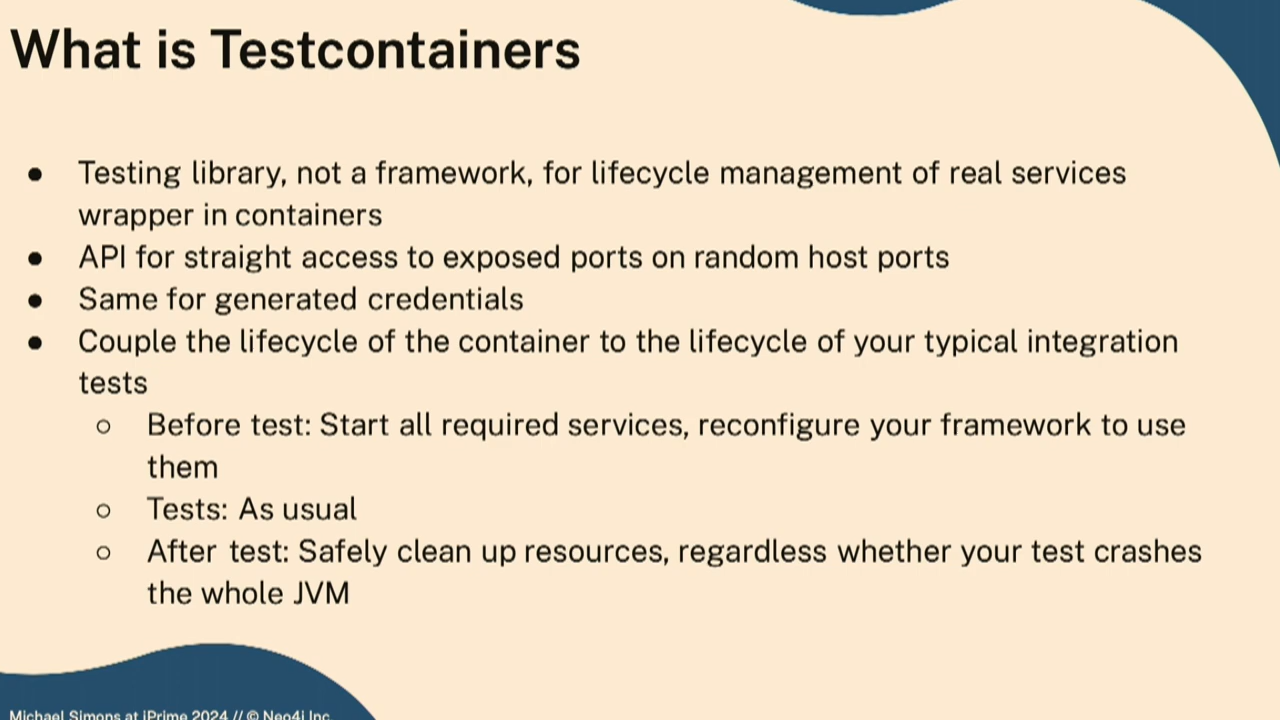 What is Testcontainers
● Testing library, not a framework, for lifecycle management of real services
wrapper in containers
● API for straight access to exposed ports on random host ports
● Same for generated credentials
● Couple the lifecycle of the container to the lifecycle of your typical integration
tests
○ Before test: Start all required services, reconfigure your framework to use
them
○ Tests: As usual
○ After test: Safely clean up resources, regardless whether your test crashes
the whole JVM
Michael Simons at jPrime 2024 // © Neo4j Inc.